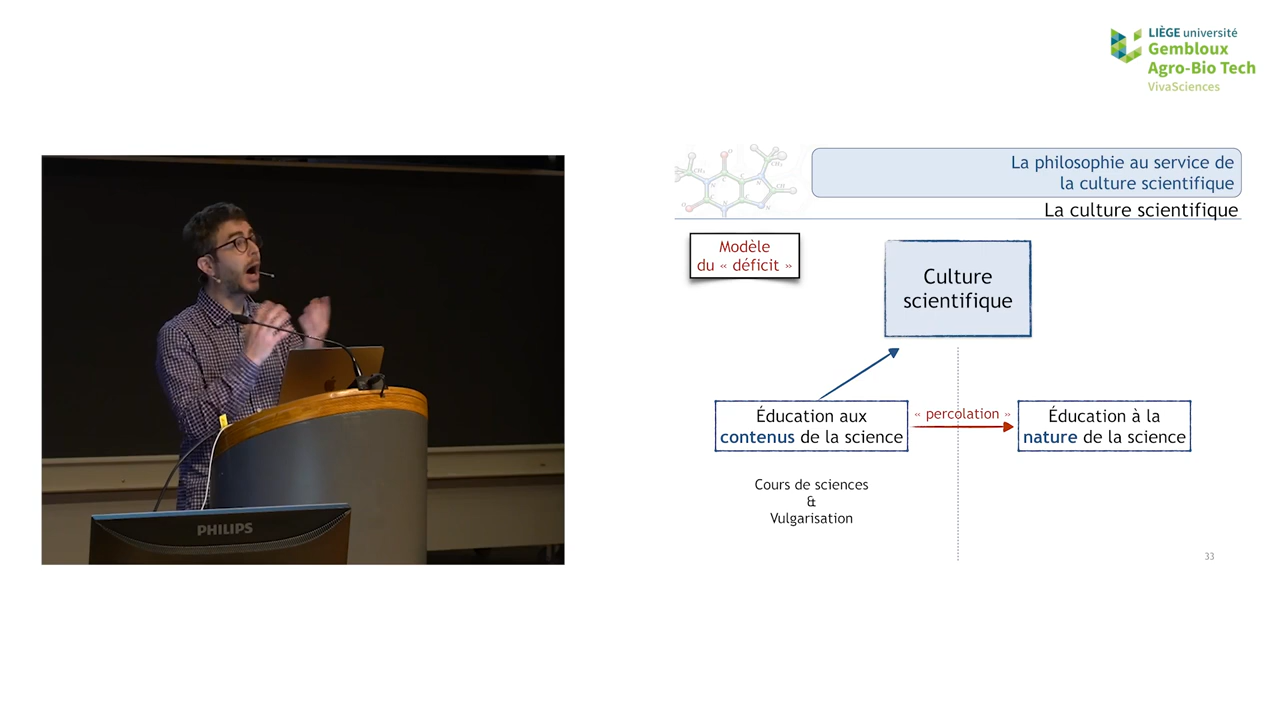 LIÈGE université
Gembloux
Agro-Bio Tech
VivaSciences
La philosophie au service de
la culture scientifique
La culture scientifique
Modèle
du « déficit »
Culture
scientifique
Éducation aux
contenus de la science
« percolation »
Éducation à la
nature de la science
Cours de sciences
&
Vulgarisation
33
PHILIPS